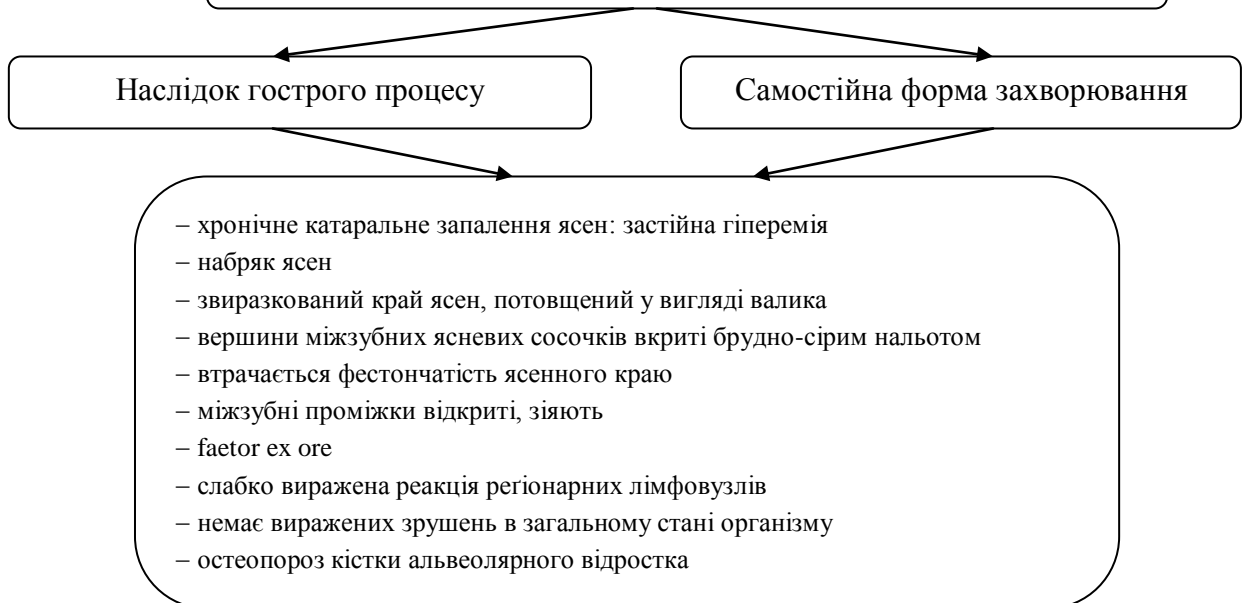 Наслідок гострого процесу
Самостійна форма захворювання
– хронічне катаральне запалення ясен: застійна гіперемія
– набряк ясен
– звиразкований край ясен, потовщений у вигляді валика
– вершини міжзубних ясневих сосочків вкриті брудно-сірим нальотом
– втрачається фестончатість ясенного краю
– міжзубні проміжки відкриті, зіяють
– faetor ex ore
– слабко виражена реакція регіонарних лімфовузлів
– немає виражених зрушень в загальному стані організму
– остеопороз кістки альвеолярного відростка